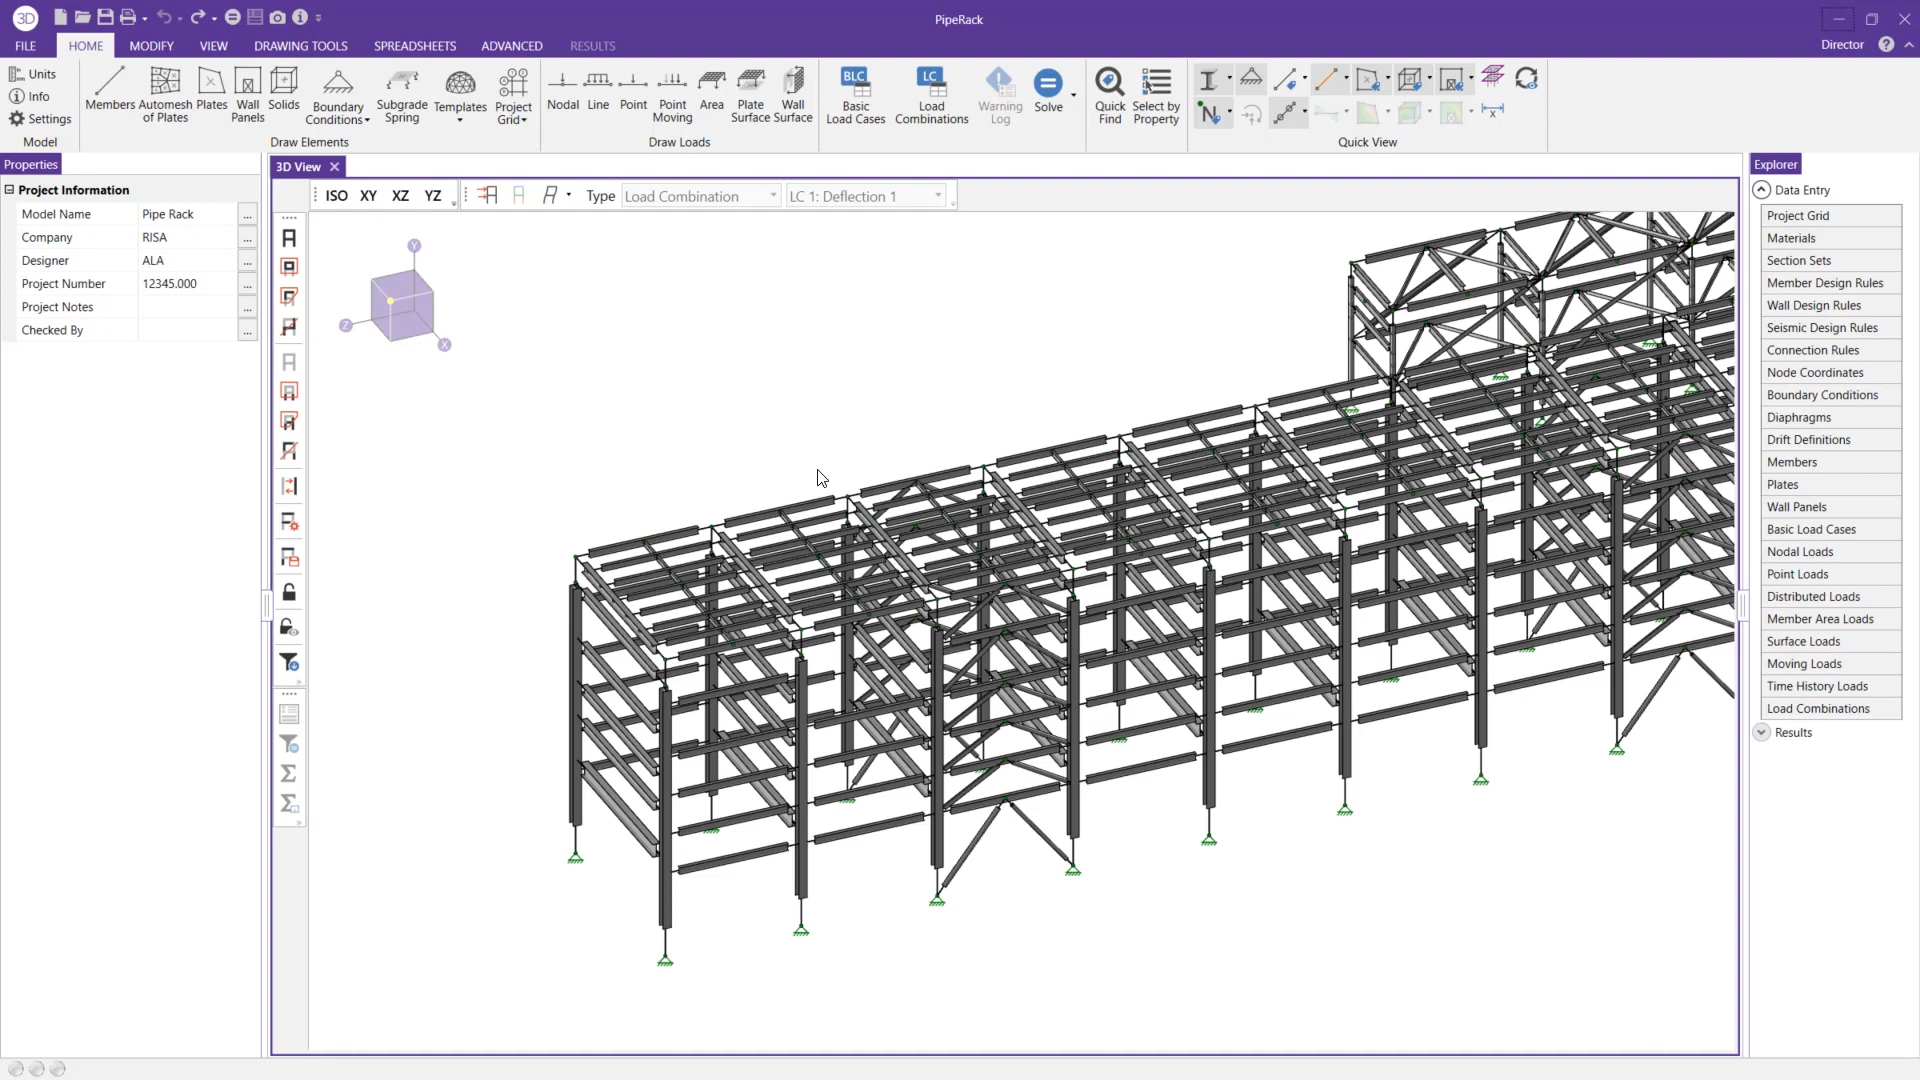 3D
PipeRack
FILE HOME MODIFY VIEW DRAWING TOOLS SPREADSHEETS ADVANCED RESULTS
Director
Units
Info
Settings
Model
Members
Automesh of Plates
Plates
Wall Panels
Solids
Boundary Conditions
Subgrade Spring
Templates
Project Grid
Draw Elements
Nodal
Line
Point
Point Moving
Area
Plate Surface
Wall Surface
Draw Loads
BLC
Basic Load Cases
LC
Load Combinations
Warning Log
Solve
Quick Find
Select by Property
N
Quick View
Properties
Project Information
Model Name Pipe Rack ...
Company RISA ...
Designer ALA ...
Project Number 12345.000 ...
Project Notes ...
Checked By ...
3D View
ISO XY XZ YZ Type Load Combination LC 1: Deflection 1
Y
Z
X
Explorer
Data Entry
Project Grid
Materials
Section Sets
Member Design Rules
Wall Design Rules
Seismic Design Rules
Connection Rules
Node Coordinates
Boundary Conditions
Diaphragms
Drift Definitions
Members
Plates
Wall Panels
Basic Load Cases
Nodal Loads
Point Loads
Distributed Loads
Member Area Loads
Surface Loads
Moving Loads
Time History Loads
Load Combinations
Results